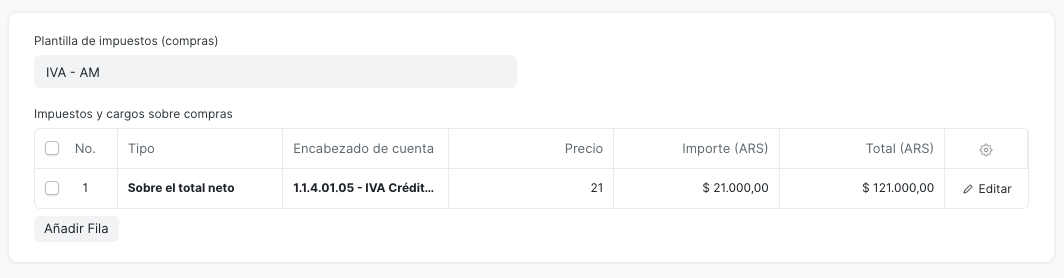 Plantilla de impuestos (compras)
IVA - AM
Impuestos y cargos sobre compras
No. Tipo Encabezado de cuenta Precio Importe (ARS) Total (ARS)
1 Sobre el total neto 1.1.4.01.05 - IVA Crédit... 21 $ 21.000,00 $ 121.000,00 Editar
Añadir Fila